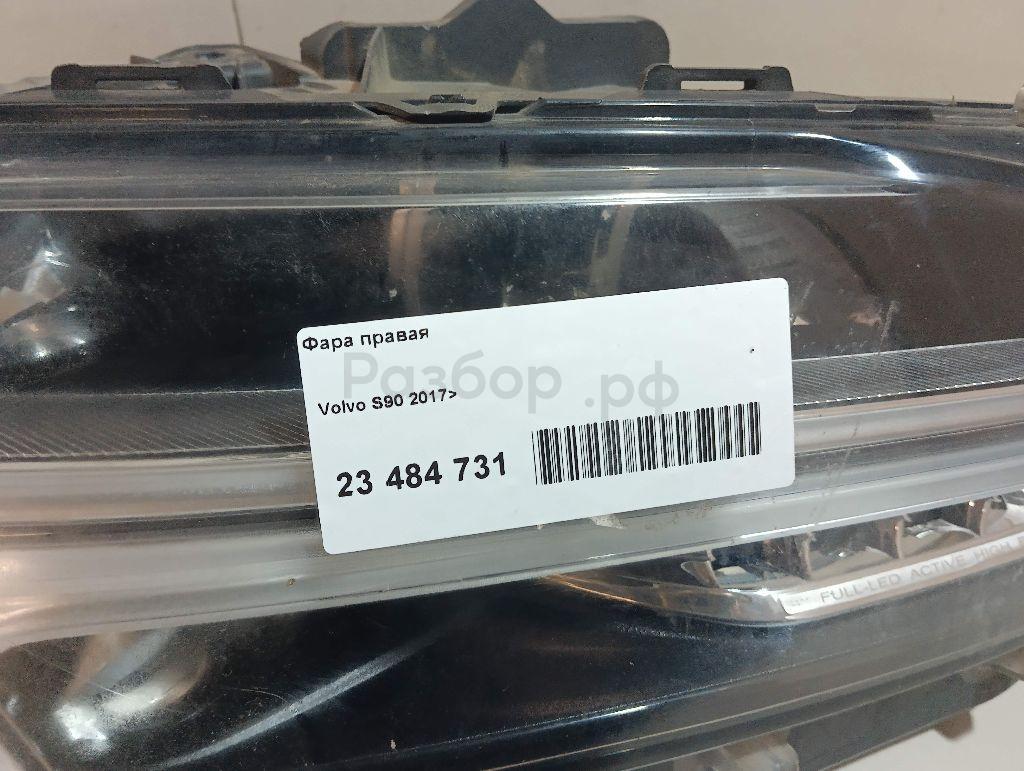 Фара правая
Разбор.рф
Volvo S90 2017>
23 484 731
FULL-LED ACTIVE HIGH